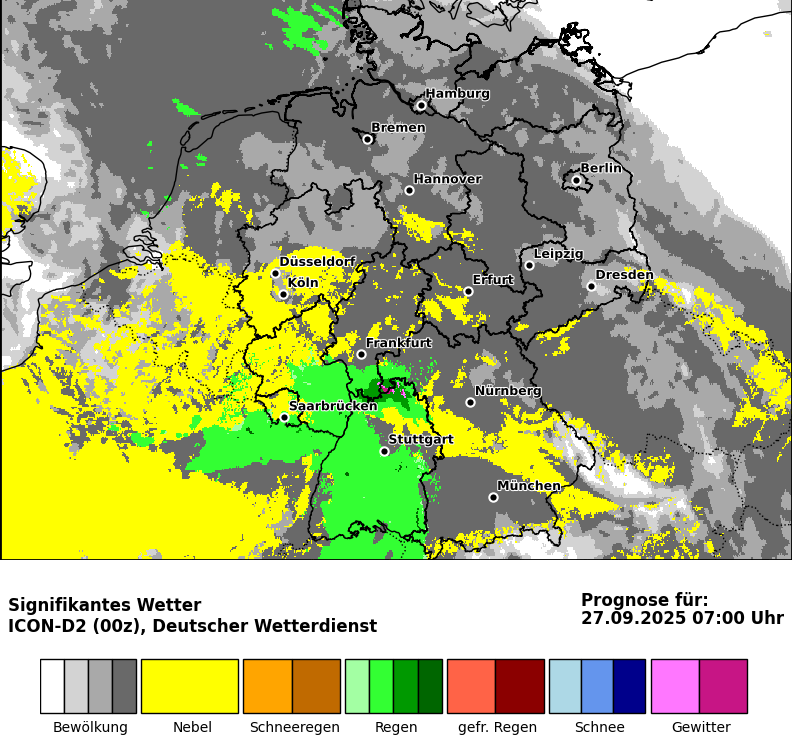 Hamburg
Bremen
Berlin
Hannover
Leipzig
Düsseldorf
Dresden
Köln
Erfurt
Frankfurt
Nürnberg
Saarbrücken
Stuttgart
München
Signifikantes Wetter
ICON-D2 (00z), Deutscher Wetterdienst
Prognose für:
27.09.2025 07:00 Uhr
Bewölkung
Nebel
Schneeregen
Regen
gefr. Regen
Schnee
Gewitter